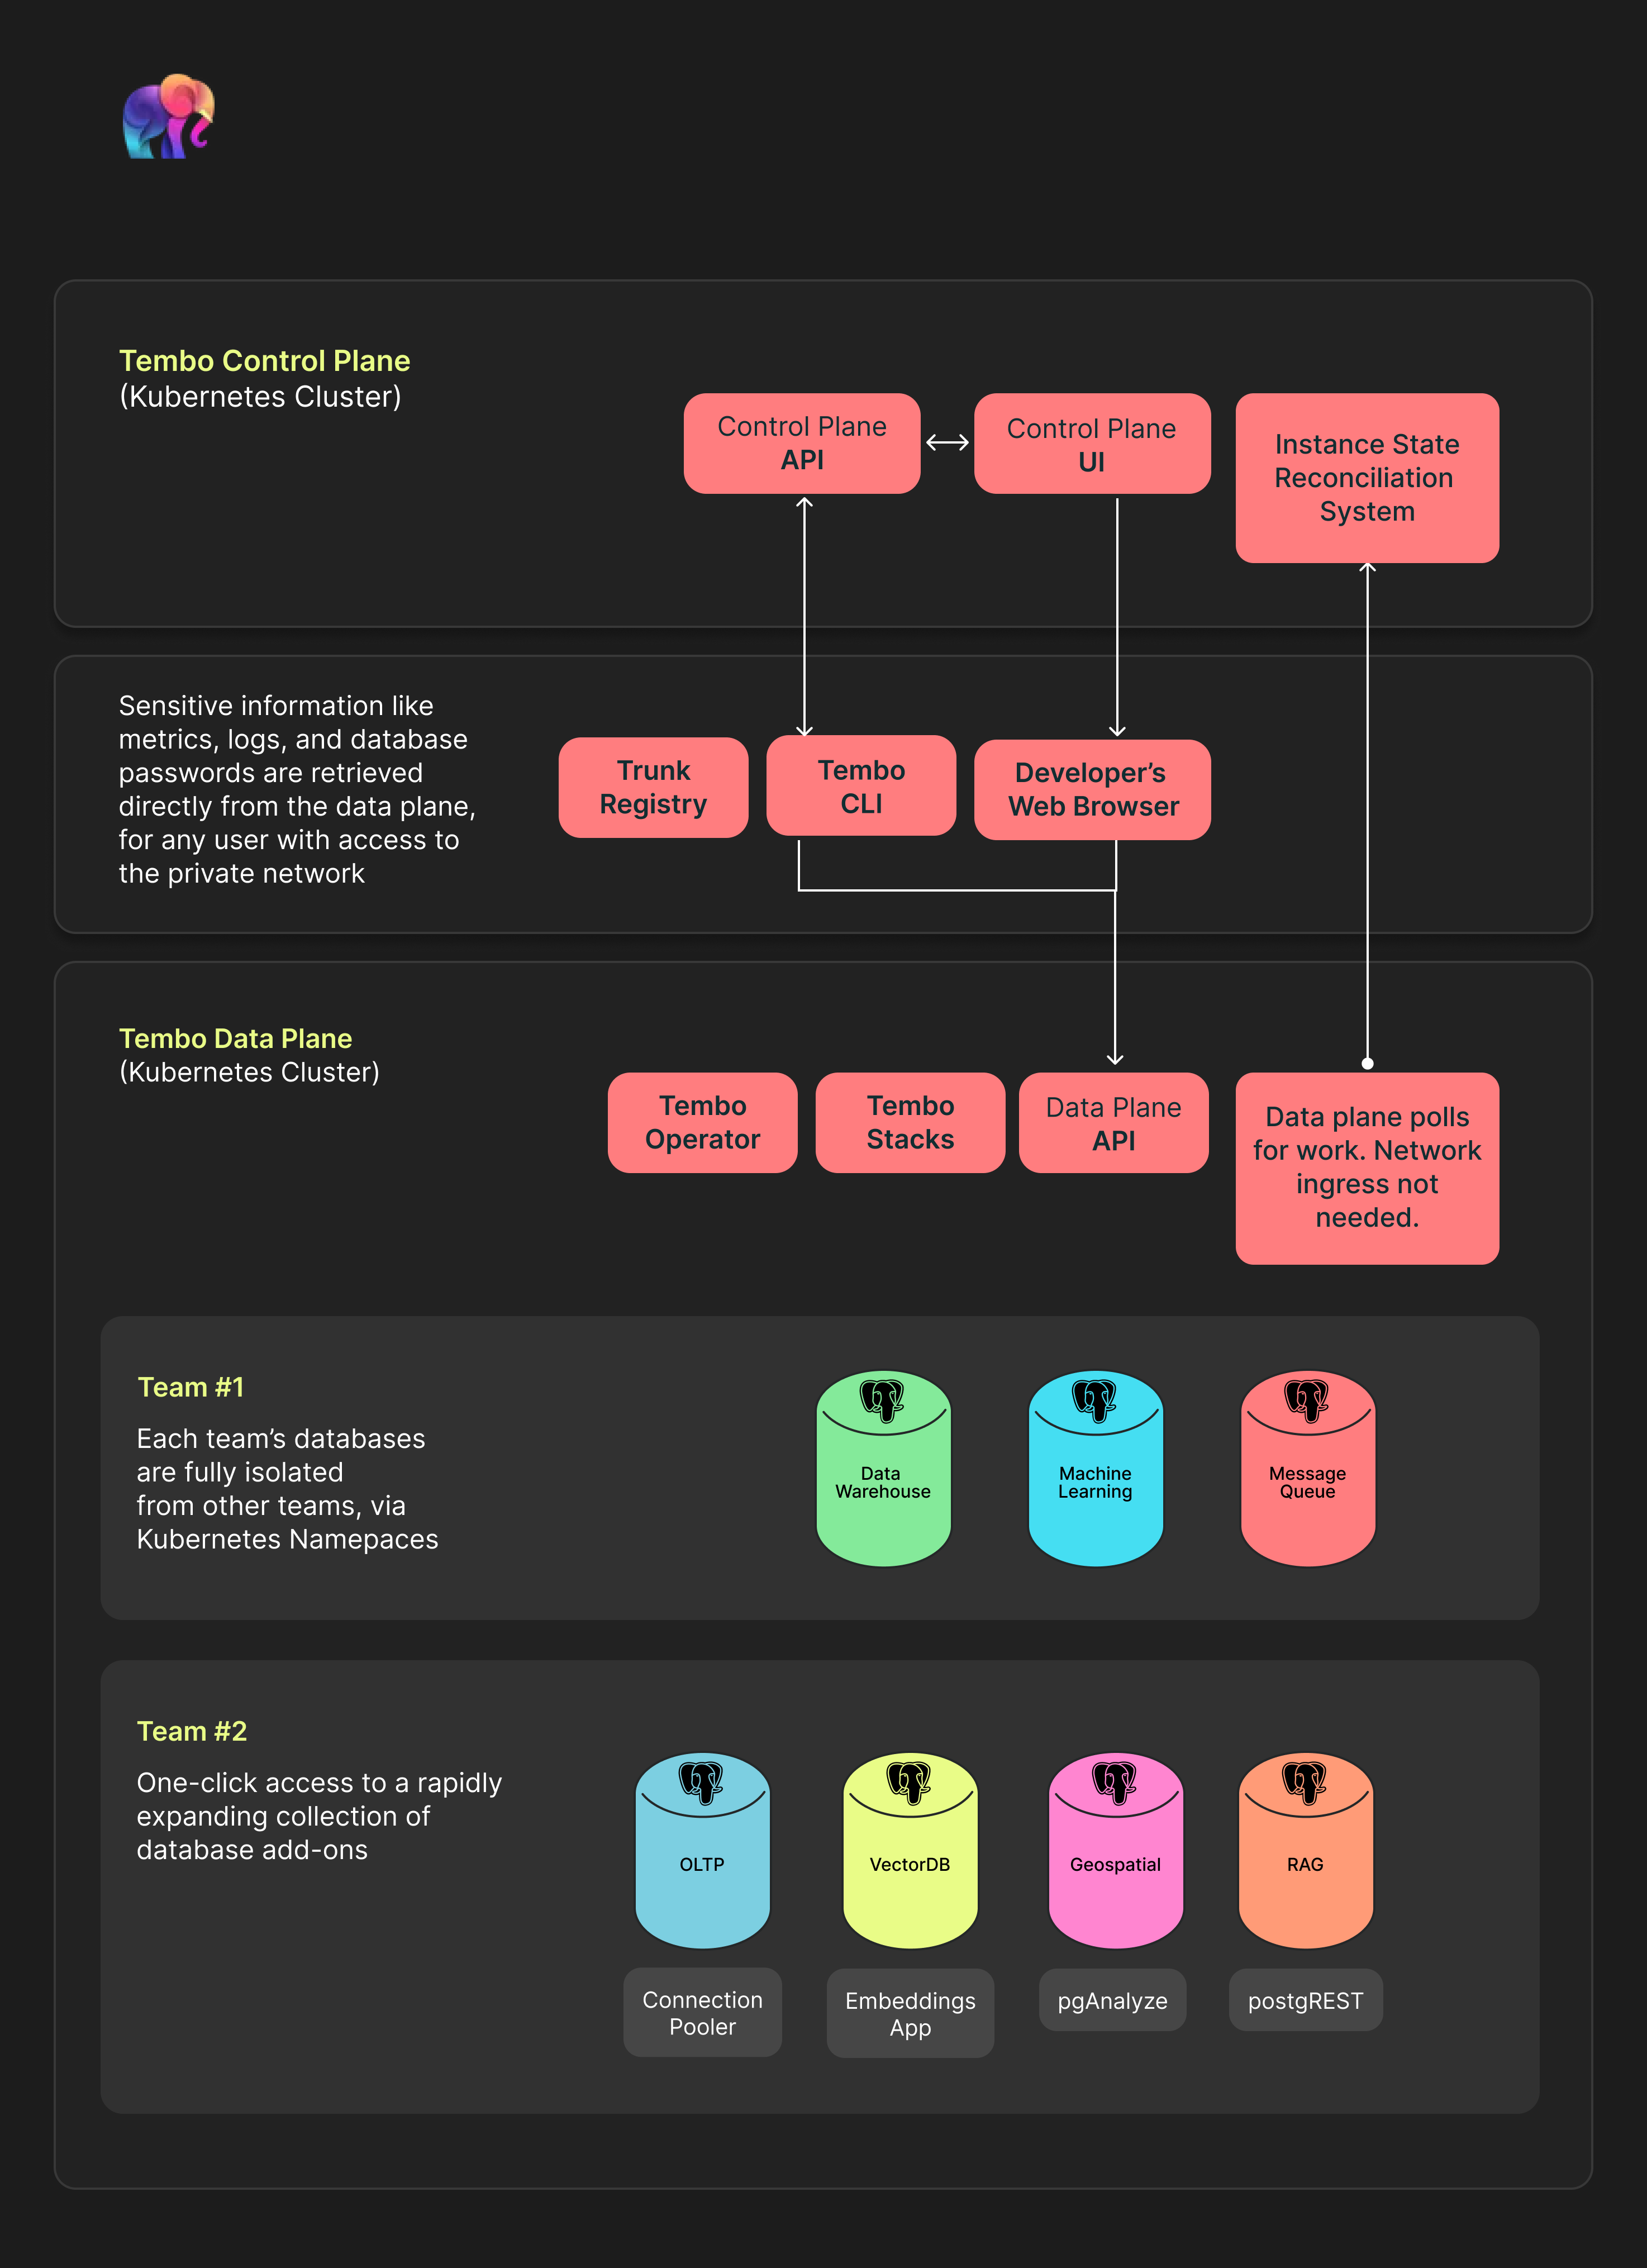 Tembo Control Plane
(Kubernetes Cluster)
Control Plane
API
Control Plane
UI
Instance State
Reconciliation
System
Sensitive information like
metrics, logs, and database
passwords are retrieved
directly from the data plane,
for any user with access to
the private network
Trunk
Registry
Tembo
CLI
Developer’s
Web Browser
Tembo Data Plane
(Kubernetes Cluster)
Tembo
Operator
Tembo
Stacks
Data Plane
API
Data plane polls
for work. Network
ingress not
needed.
Team #1
Each team’s databases
are fully isolated
from other teams, via
Kubernetes Namepaces
Data
Warehouse
Machine
Learning
Message
Queue
Team #2
One-click access to a rapidly
expanding collection of
database add-ons
OLTP
VectorDB
Geospatial
RAG
Connection
Pooler
Embeddings
App
pgAnalyze
postgREST